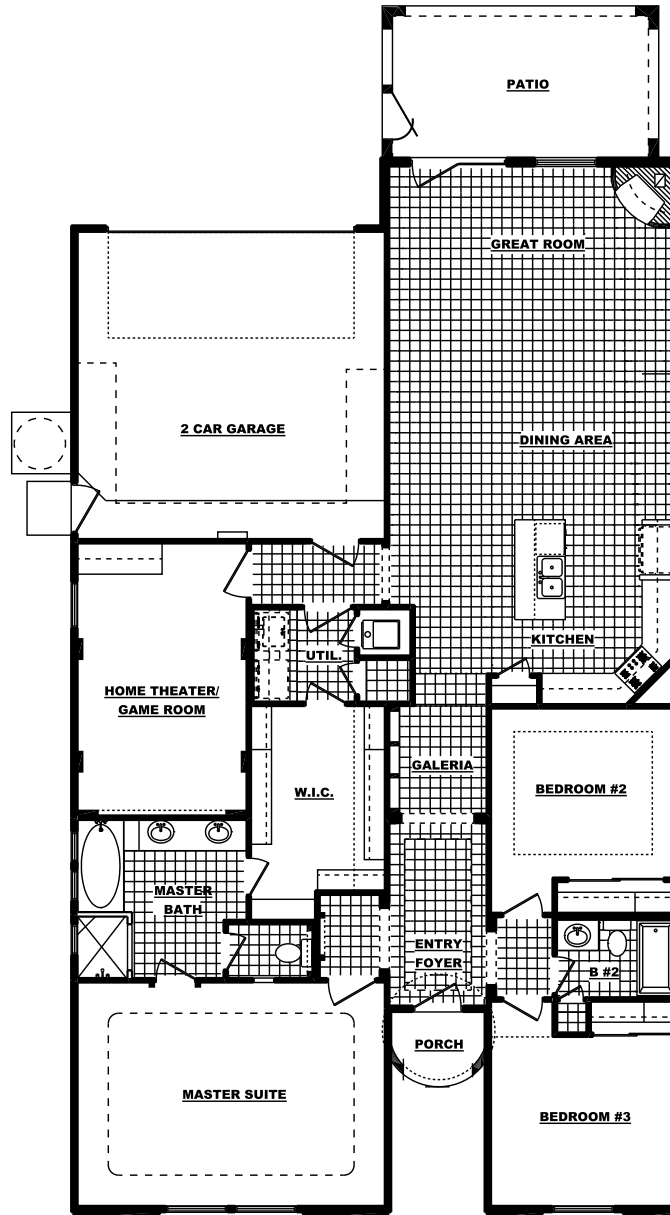 PATIO
GREAT ROOM
2 CAR GARAGE
DINING AREA
KITCHEN
UTIL.
HOME THEATER/
GAME ROOM
GALERIA
W.I.C.
BEDROOM #2
MASTER
BATH
ENTRY
FOYER
B #2
PORCH
MASTER SUITE
BEDROOM #3